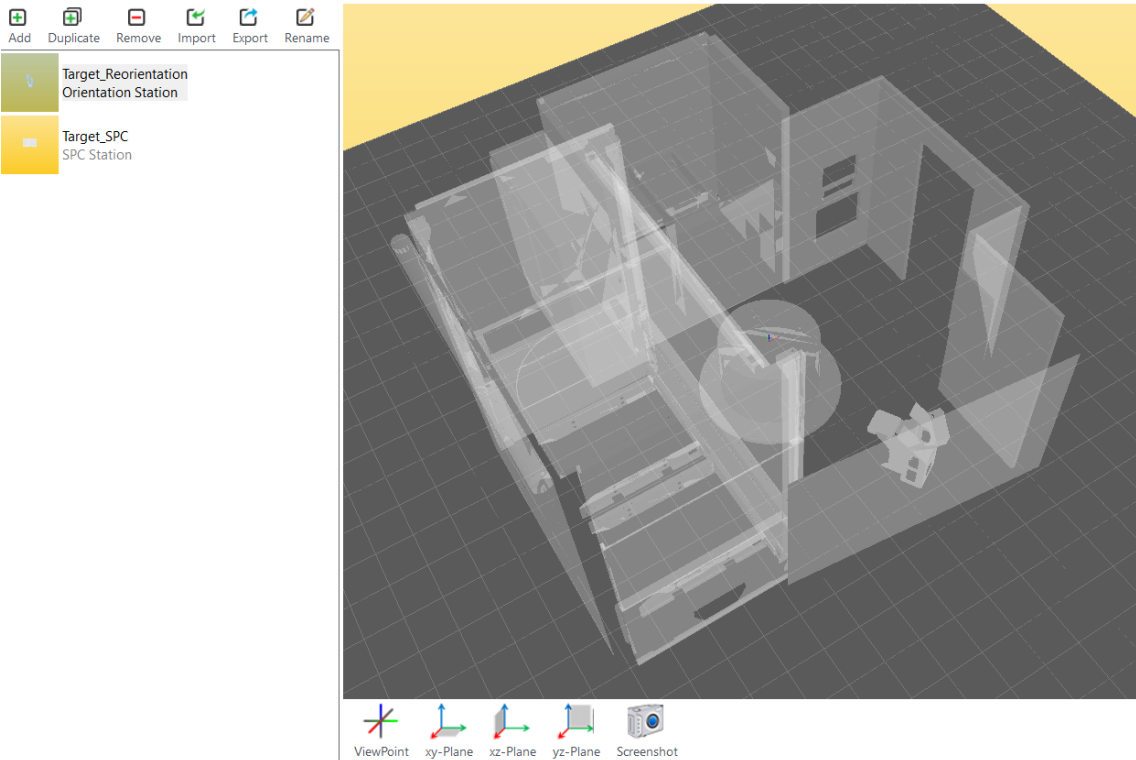 Add Duplicate Remove Import Export Rename
Target_Reorientation
Orientation Station
Target_SPC
SPC Station
ViewPoint xy-Plane xz-Plane yz-Plane Screenshot